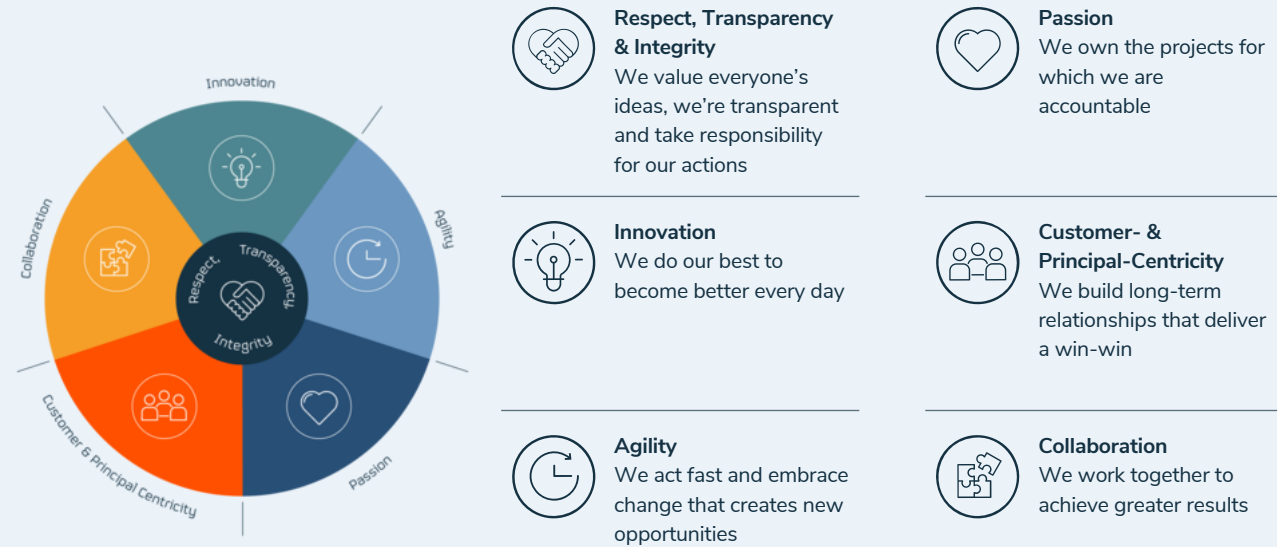 Innovation
Agility
Collaboration
Respect,
Transparency,
Integrity
Customer & Principal Centricity
Passion
Respect, Transparency
& Integrity
We value everyone's
ideas, we're transparent
and take responsibility
for our actions
Passion
We own the projects for
which we are
accountable
Innovation
We do our best to
become better every day
Customer- &
Principal-Centricity
We build long-term
relationships that deliver
a win-win
Agility
We act fast and embrace
change that creates new
opportunities
Collaboration
We work together to
achieve greater results